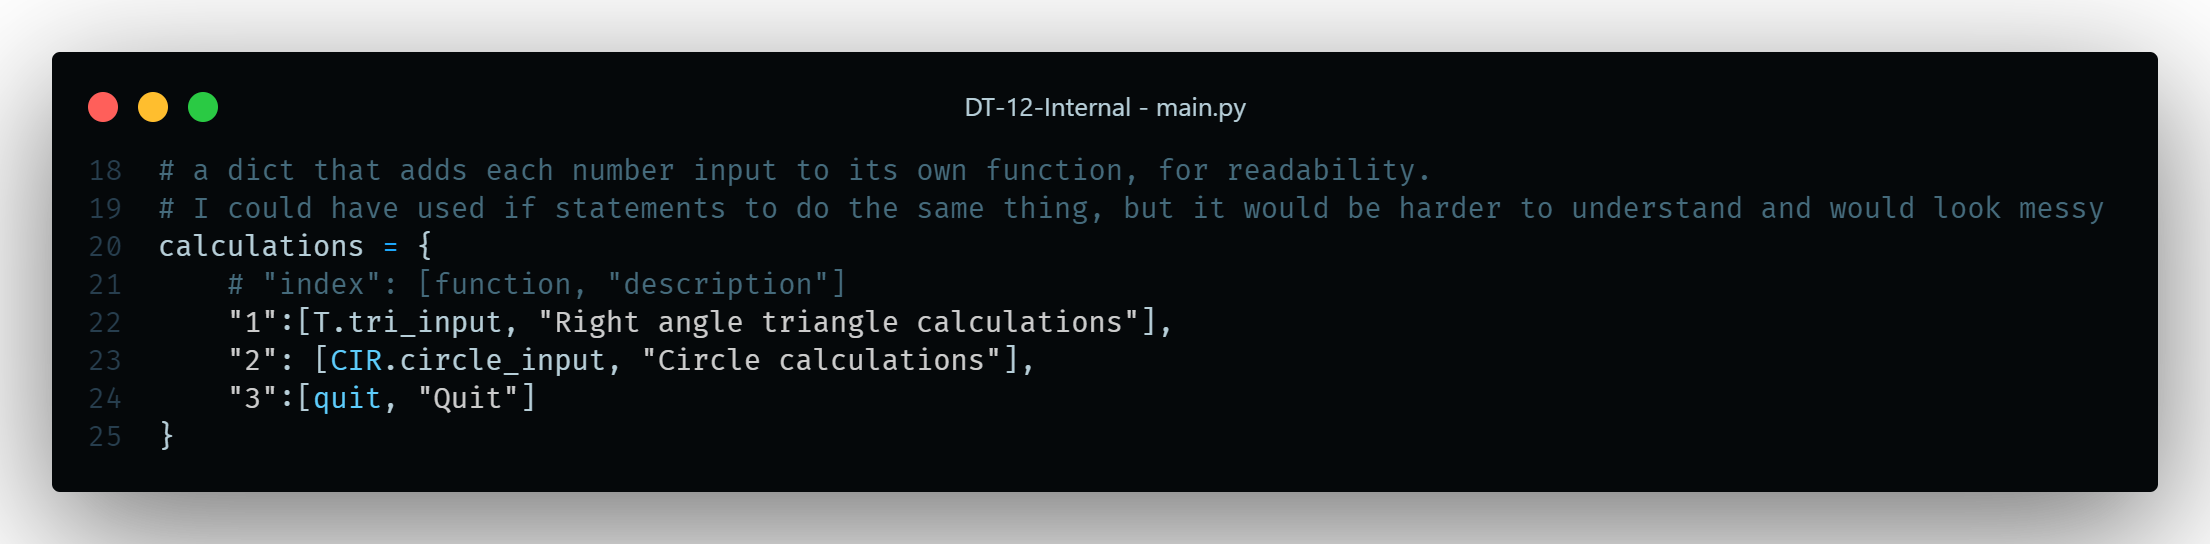 DT-12-Internal - main.py
18 # a dict that adds each number input to its own function, for readability.
19 # I could have used if statements to do the same thing, but it would be harder to understand and would look messy
20 calculations = {
21     # "index": [function, "description"]
22     "1":[T.tri_input, "Right angle triangle calculations"],
23     "2": [CIR.circle_input, "Circle calculations"],
24     "3":[quit, "Quit"]
25 }